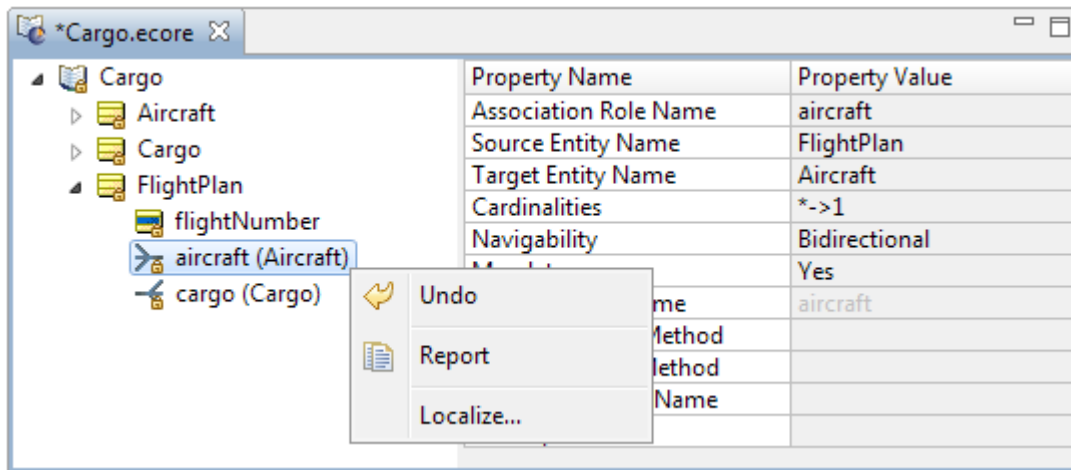 *Cargo.ecore
Cargo
Aircraft
Cargo
FlightPlan
flightNumber
aircraft (Aircraft)
cargo (Cargo)
Undo
Report
Localize...
Property Name Property Value
Association Role Name aircraft
Source Entity Name FlightPlan
Target Entity Name Aircraft
Cardinalities *->1
Navigability Bidirectional
Yes
me aircraft
Method
lethod
Name